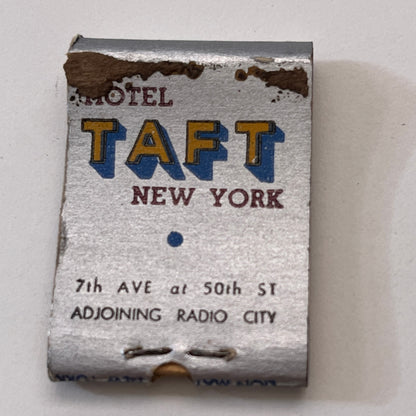 HOTEL
TAFT
NEW YORK
7th AVE at 50th ST
ADJOINING RADIO CITY